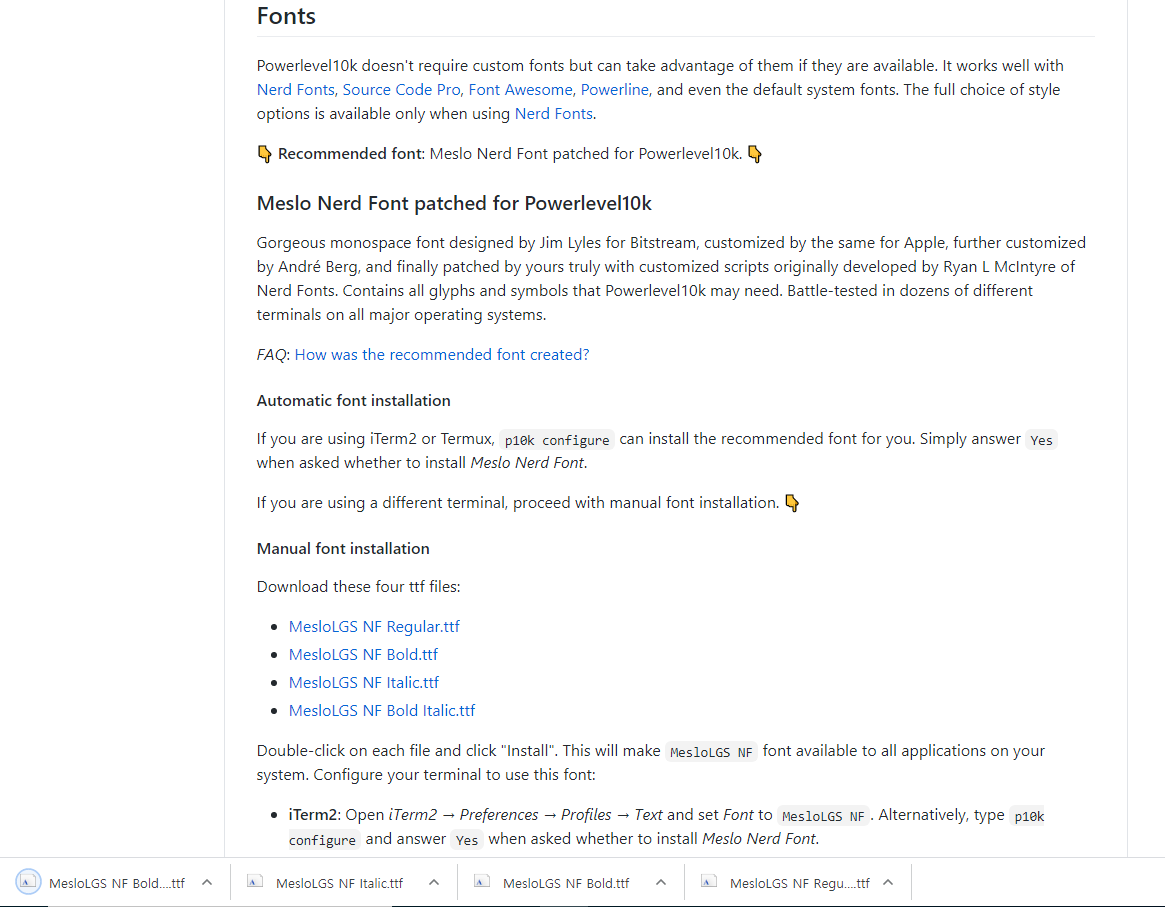 Fonts
Powerlevel10k doesn't require custom fonts but can take advantage of them if they are available. It works well with
Nerd Fonts, Source Code Pro, Font Awesome, Powerline, and even the default system fonts. The full choice of style
options is available only when using Nerd Fonts.
👇 Recommended font: Meslo Nerd Font patched for Powerlevel10k. 👇
Meslo Nerd Font patched for Powerlevel10k
Gorgeous monospace font designed by Jim Lyles for Bitstream, customized by the same for Apple, further customized
by André Berg, and finally patched by yours truly with customized scripts originally developed by Ryan L McIntyre of
Nerd Fonts. Contains all glyphs and symbols that Powerlevel10k may need. Battle-tested in dozens of different
terminals on all major operating systems.
FAQ: How was the recommended font created?
Automatic font installation
If you are using iTerm2 or Termux, p10k configure can install the recommended font for you. Simply answer Yes
when asked whether to install Meslo Nerd Font.
If you are using a different terminal, proceed with manual font installation. 👇
Manual font installation
Download these four ttf files:
• MesloLGS NF Regular.ttf
• MesloLGS NF Bold.ttf
• MesloLGS NF Italic.ttf
• MesloLGS NF Bold Italic.ttf
Double-click on each file and click "Install". This will make MesloLGS NF font available to all applications on your
system. Configure your terminal to use this font:
• iTerm2: Open iTerm2 → Preferences → Profiles → Text and set Font to MesloLGS NF. Alternatively, type p10k
configure and answer Yes when asked whether to install Meslo Nerd Font.
MesloLGS NF Bold....ttf MesloLGS NF Italic.ttf MesloLGS NF Bold.ttf MesloLGS NF Regu....ttf